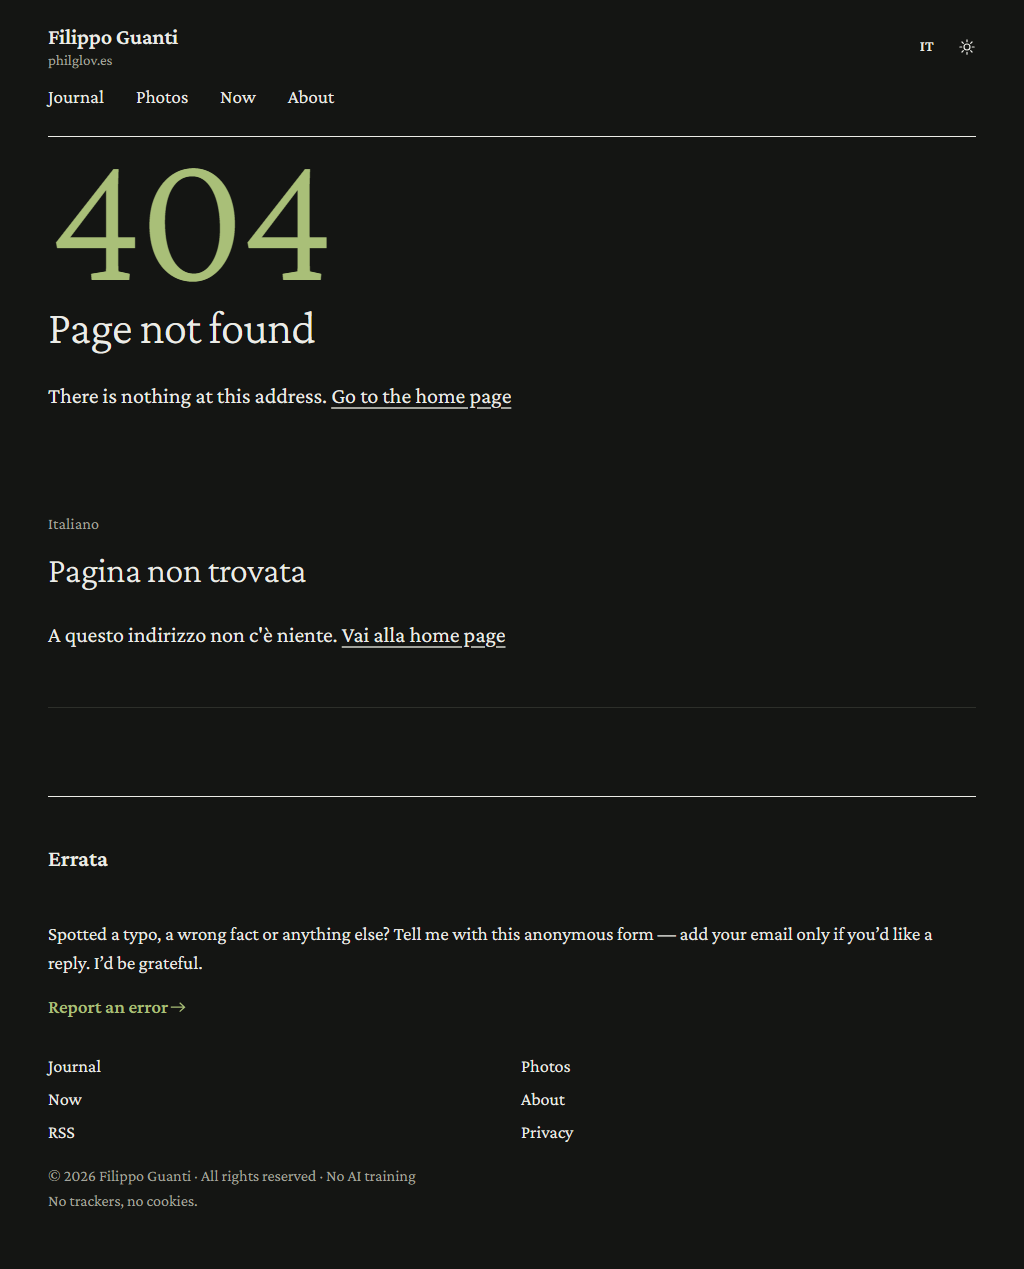 Filippo Guanti
philglov.es
IT
Journal
Photos
Now
About
404
Page not found
There is nothing at this address. Go to the home page
Italiano
Pagina non trovata
A questo indirizzo non c'è niente. Vai alla home page
Errata
Spotted a typo, a wrong fact or anything else? Tell me with this anonymous form — add your email only if you’d like a
reply. I’d be grateful.
Report an error →
Journal
Photos
Now
About
RSS
Privacy
© 2026 Filippo Guanti · All rights reserved · No AI training
No trackers, no cookies.